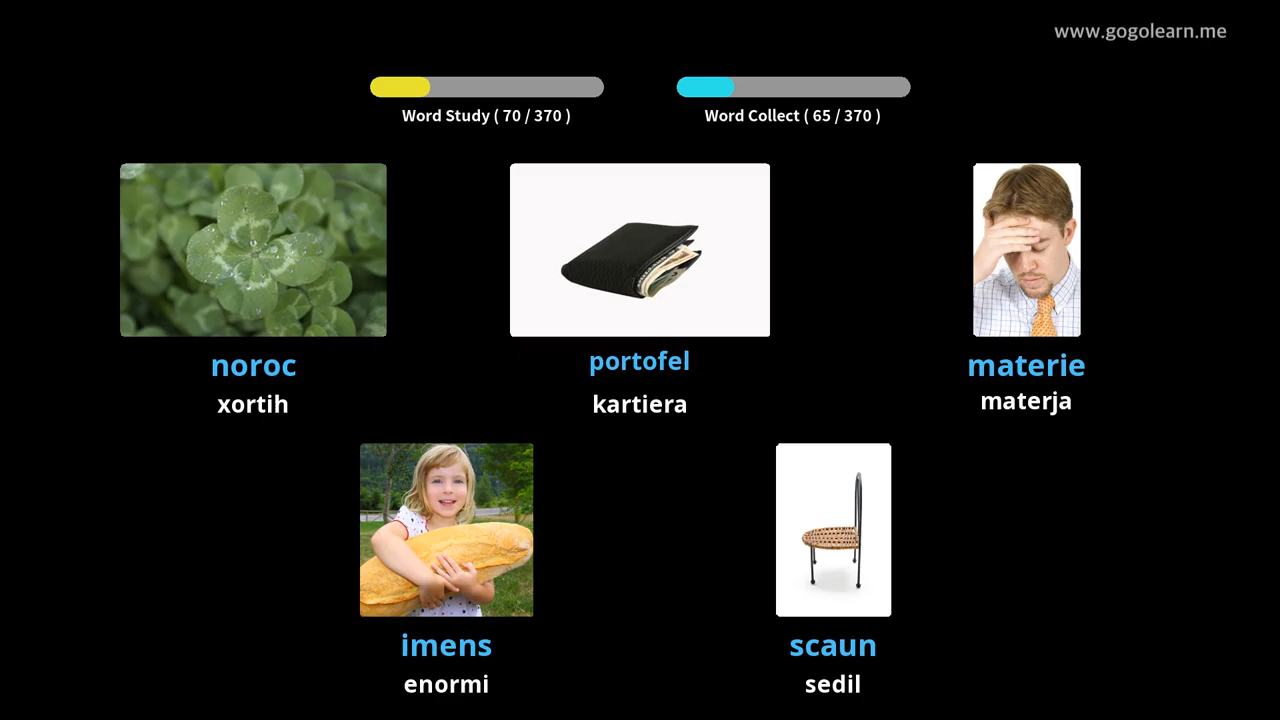 www.gogolearn.me
Word Study ( 70 / 370 )
Word Collect ( 65 / 370 )
noroc
xortih
portofel
kartiera
materie
materja
imens
enormi
scaun
sedil